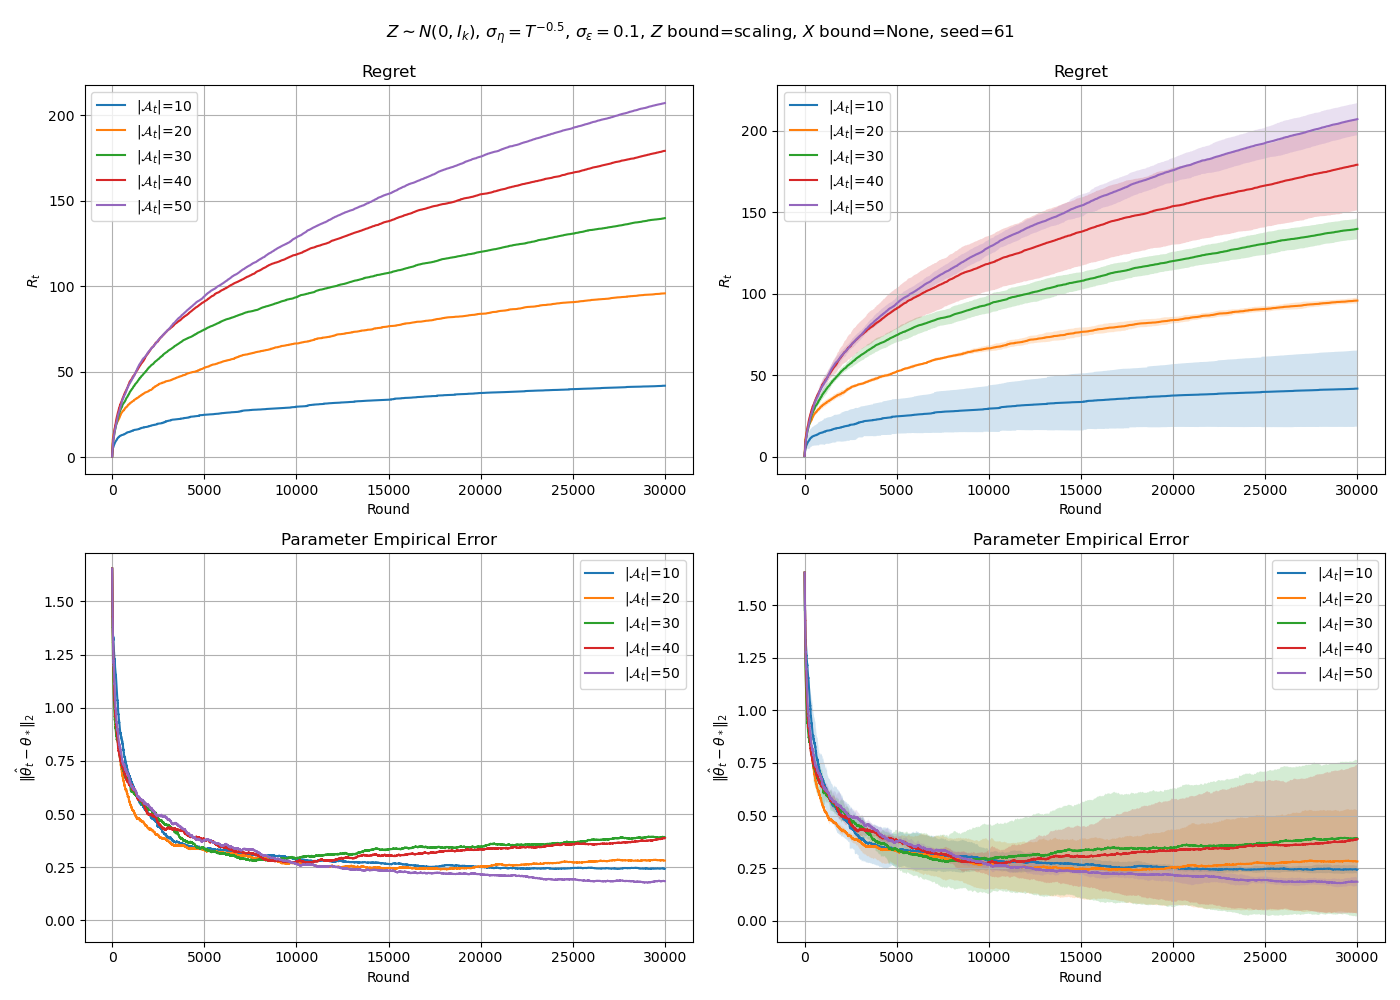 Z ∼ N(0, I_k), σ_η = T^{−0.5}, σ_ε = 0.1, Z bound=scaling, X bound=None, seed=61
Regret
200
150
100
50
0
R_t
|𝒜_t|=10
|𝒜_t|=20
|𝒜_t|=30
|𝒜_t|=40
|𝒜_t|=50
0 5000 10000 15000 20000 25000 30000
Round
Regret
200
150
100
50
0
R_t
|𝒜_t|=10
|𝒜_t|=20
|𝒜_t|=30
|𝒜_t|=40
|𝒜_t|=50
0 5000 10000 15000 20000 25000 30000
Round
Parameter Empirical Error
1.50
1.25
1.00
0.75
0.50
0.25
0.00
‖θ̂_t − θ_*‖_2
|𝒜_t|=10
|𝒜_t|=20
|𝒜_t|=30
|𝒜_t|=40
|𝒜_t|=50
0 5000 10000 15000 20000 25000 30000
Round
Parameter Empirical Error
1.50
1.25
1.00
0.75
0.50
0.25
0.00
‖θ̂_t − θ_*‖_2
|𝒜_t|=10
|𝒜_t|=20
|𝒜_t|=30
|𝒜_t|=40
|𝒜_t|=50
0 5000 10000 15000 20000 25000 30000
Round